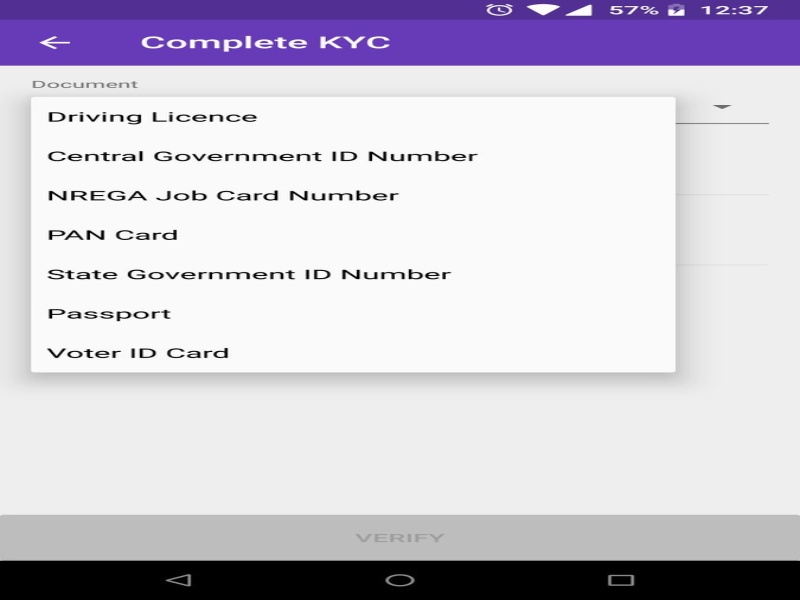 57% 12:37
Complete KYC
Document
Driving Licence
Central Government ID Number
NREGA Job Card Number
PAN Card
State Government ID Number
Passport
Voter ID Card
VERIFY